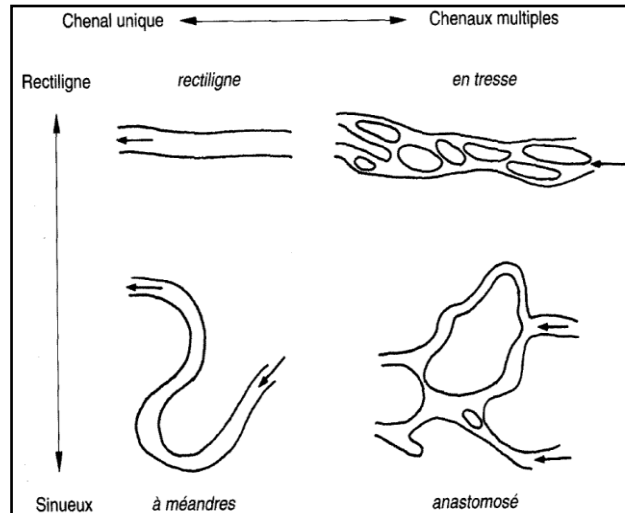 Chenal unique Chenaux multiples
Rectiligne rectiligne en tresse
Sinueux à méandres anastomosé